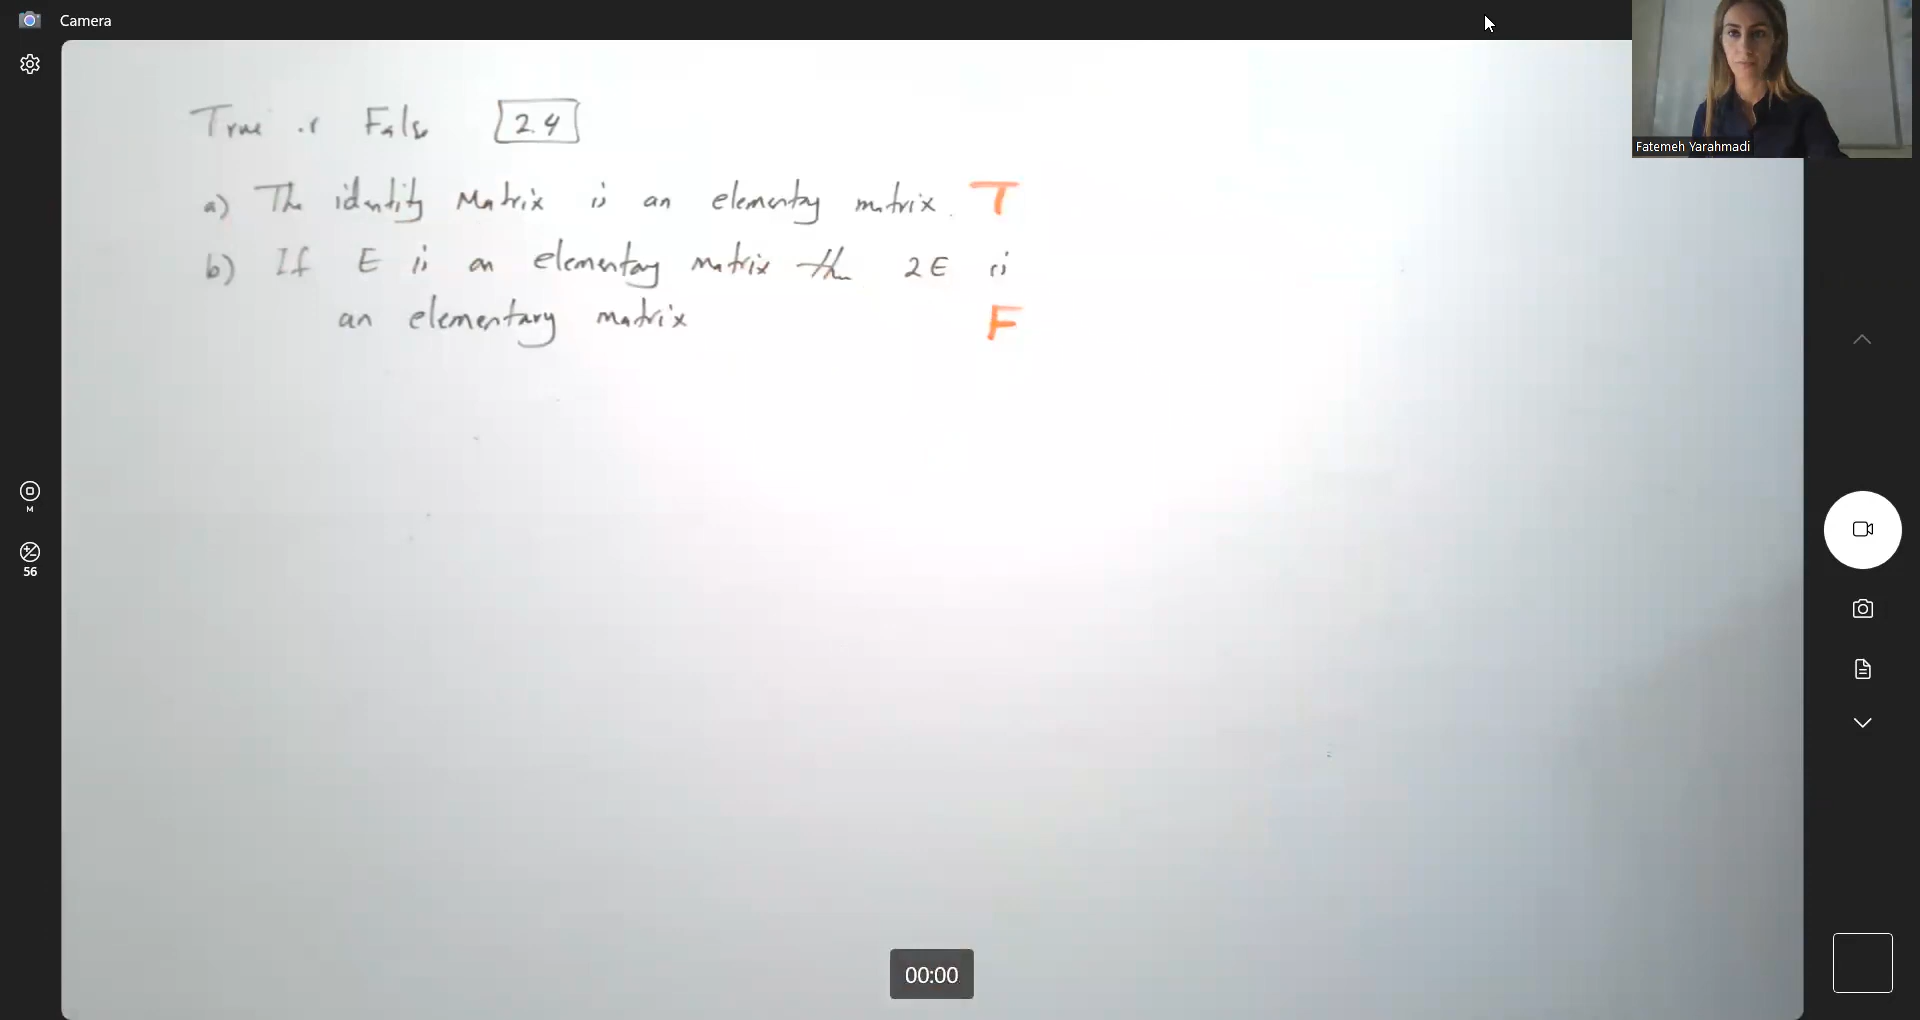 Camera
Fatemeh Yarahmadi
True or False 2.4
a) The identity Matrix is an elementy matrix. T
b) If E is an elementary matrix then 2E is
an elementary matrix F
M
56
00:00